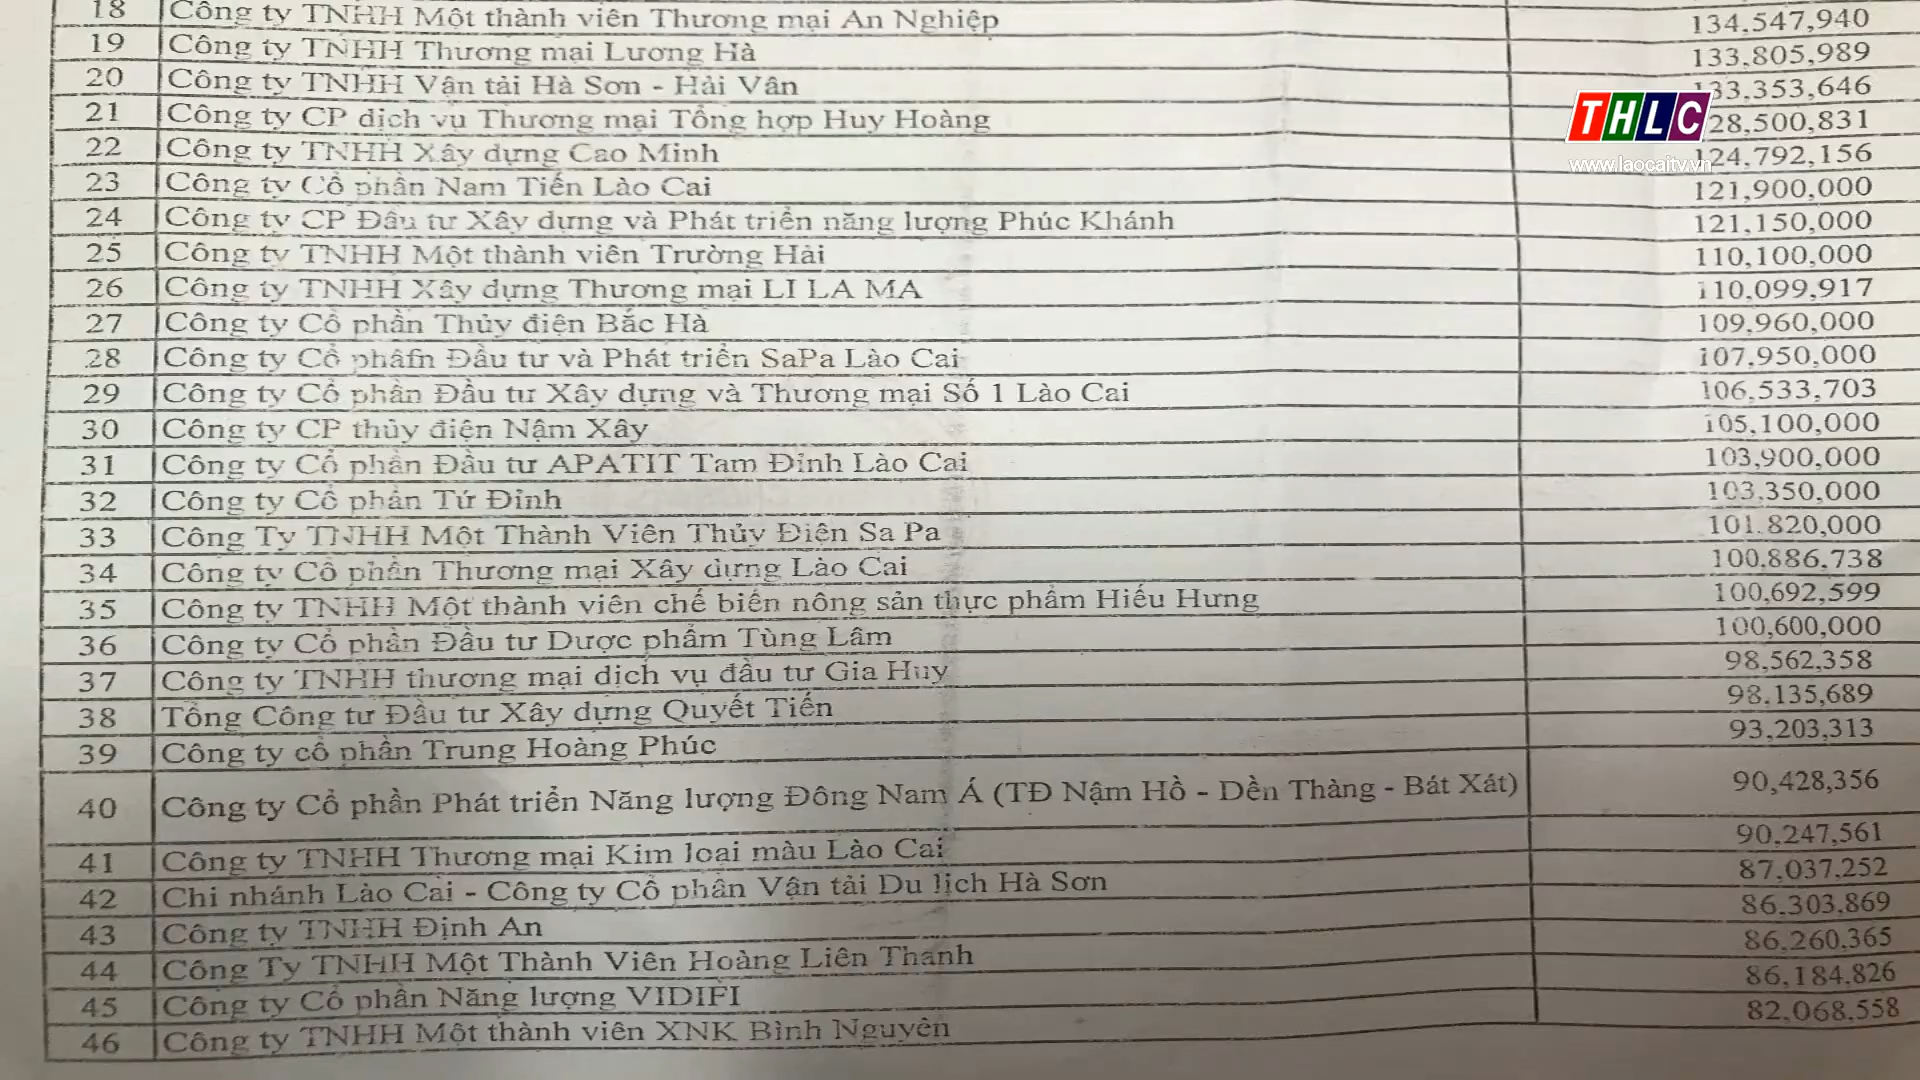 18 Công ty TNHH Một thành viên Thương mại An Nghiệp 134,547,940
19 Công ty TNHH Thương mại Lương Hà 133,805,989
20 Công ty TNHH Vận tải Hà Sơn - Hải Vân 133,353,646
21 Công ty CP dịch vụ Thương mại Tổng hợp Huy Hoàng 28,500,831
22 Công ty TNHH Xây dựng Cao Minh 124,792,156
23 Công ty Cổ phần Nam Tiến Lào Cai 121,900,000
24 Công ty CP Đầu tư Xây dựng và Phát triển năng lượng Phúc Khánh 121,150,000
25 Công ty TNHH Một thành viên Trường Hải 110,100,000
26 Công ty TNHH Xây dựng Thương mại LI LA MA 110,099,917
27 Công ty Cổ phần Thủy điện Bắc Hà 109,960,000
28 Công ty Cổ phâfn Đầu tư và Phát triển SaPa Lào Cai 107,950,000
29 Công ty Cổ phần Đầu tư Xây dựng và Thương mại Số 1 Lào Cai 106,533,703
30 Công ty CP thủy điện Nậm Xây 105,100,000
31 Công ty Cổ phần Đầu tư APATIT Tam Đỉnh Lào Cai 103,900,000
32 Công ty Cổ phần Tứ Đỉnh 103,350,000
33 Công Ty TNHH Một Thành Viên Thủy Điện Sa Pa 101,820,000
34 Công ty Cổ phần Thương mại Xây dựng Lào Cai 100,886,738
35 Công ty TNHH Một thành viên chế biến nông sản thực phẩm Hiếu Hưng 100,692,599
36 Công ty Cổ phần Đầu tư Dược phẩm Tùng Lâm 100,600,000
37 Công ty TNHH thương mại dịch vụ đầu tư Gia Huy 98,562,358
38 Tổng Công tư Đầu tư Xây dựng Quyết Tiến 98,135,689
39 Công ty cổ phần Trung Hoàng Phúc 93,203,313
40 Công ty Cổ phần Phát triển Năng lượng Đông Nam Á (TĐ Nậm Hồ - Dền Thàng - Bát Xát) 90,428,356
41 Công ty TNHH Thương mại Kim loại màu Lào Cai 90,247,561
42 Chi nhánh Lào Cai - Công ty Cổ phần Vận tải Du lịch Hà Sơn 87,037,252
43 Công ty TNHH Định An 86,303,869
44 Công Ty TNHH Một Thành Viên Hoàng Liên Thanh 86,260,365
45 Công ty Cổ phần Năng lượng VIDIFI 86,184,826
46 Công ty TNHH Một thành viên XNK Bình Nguyên 82,068,558
THLC
www.laocaitv.vn